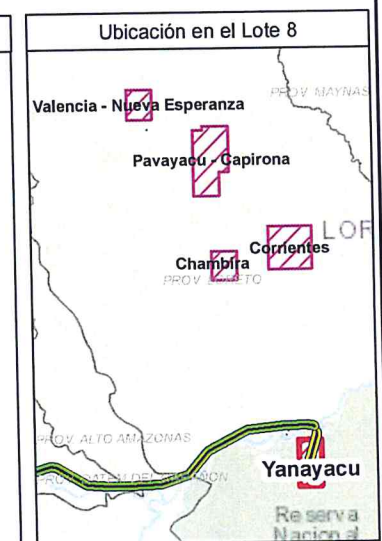 Ubicación en el Lote 8
PROV. MAYNAS
Valencia - Nueva Esperanza
Pavayacu - Capirona
LOR
Corrientes
Chambira
PROV. LORETO
PROV. ALTO AMAZONAS
Yanayacu
Reserva
Nacional